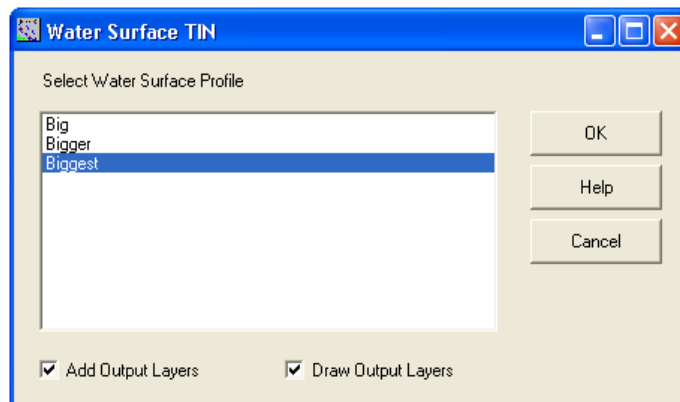 Water Surface TIN
Select Water Surface Profile
Big
Bigger
Biggest
OK
Help
Cancel
Add Output Layers
Draw Output Layers